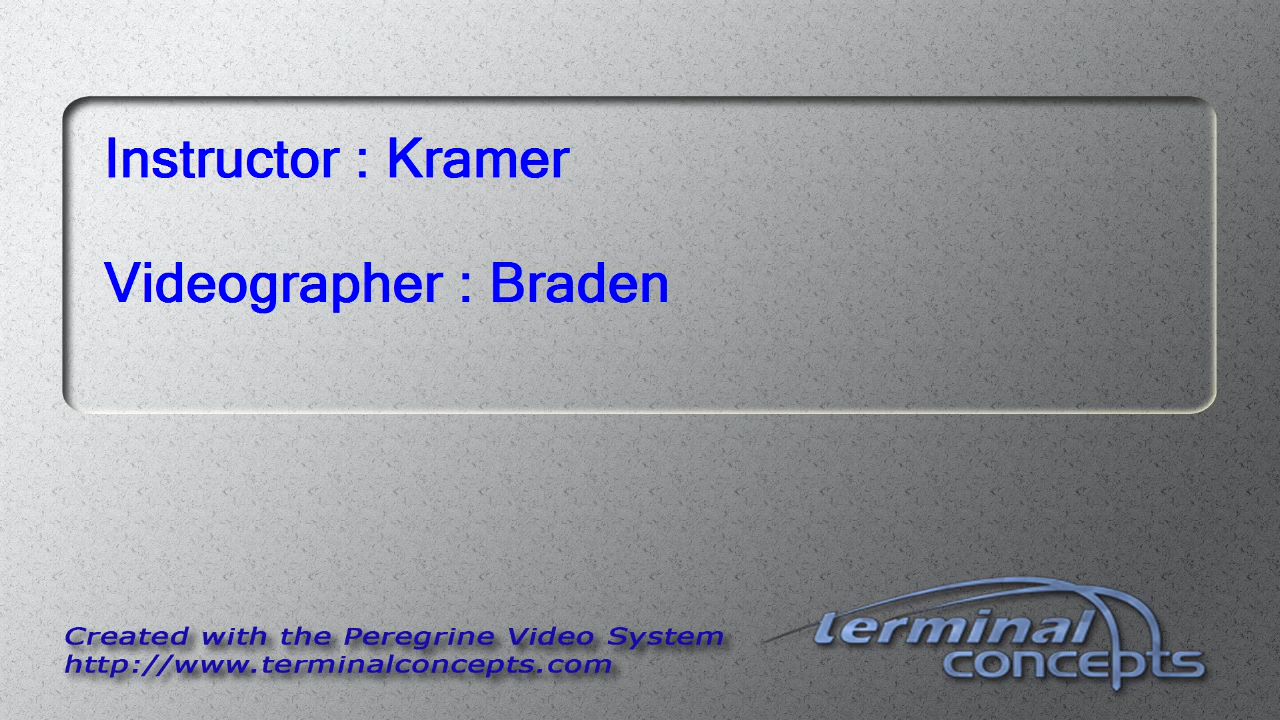 Instructor : Kramer
Videographer : Braden
Created with the Peregrine Video System
http://www.terminalconcepts.com
terminal
concepts